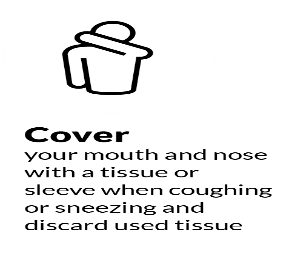 Cover
your mouth and nose
with a tissue or
sleeve when coughing
or sneezing and
discard used tissue